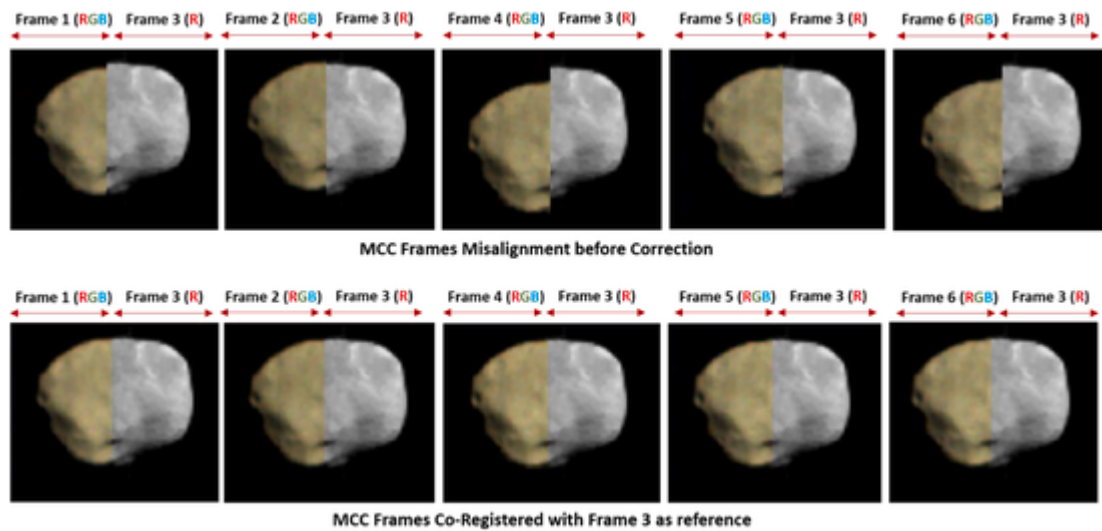 Frame 1 (RGB) Frame 3 (R) Frame 2 (RGB) Frame 3 (R) Frame 4 (RGB) Frame 3 (R) Frame 5 (RGB) Frame 3 (R) Frame 6 (RGB) Frame 3 (R)
MCC Frames Misalignment before Correction
Frame 1 (RGB) Frame 3 (R) Frame 2 (RGB) Frame 3 (R) Frame 4 (RGB) Frame 3 (R) Frame 5 (RGB) Frame 3 (R) Frame 6 (RGB) Frame 3 (R)
MCC Frames Co-Registered with Frame 3 as reference